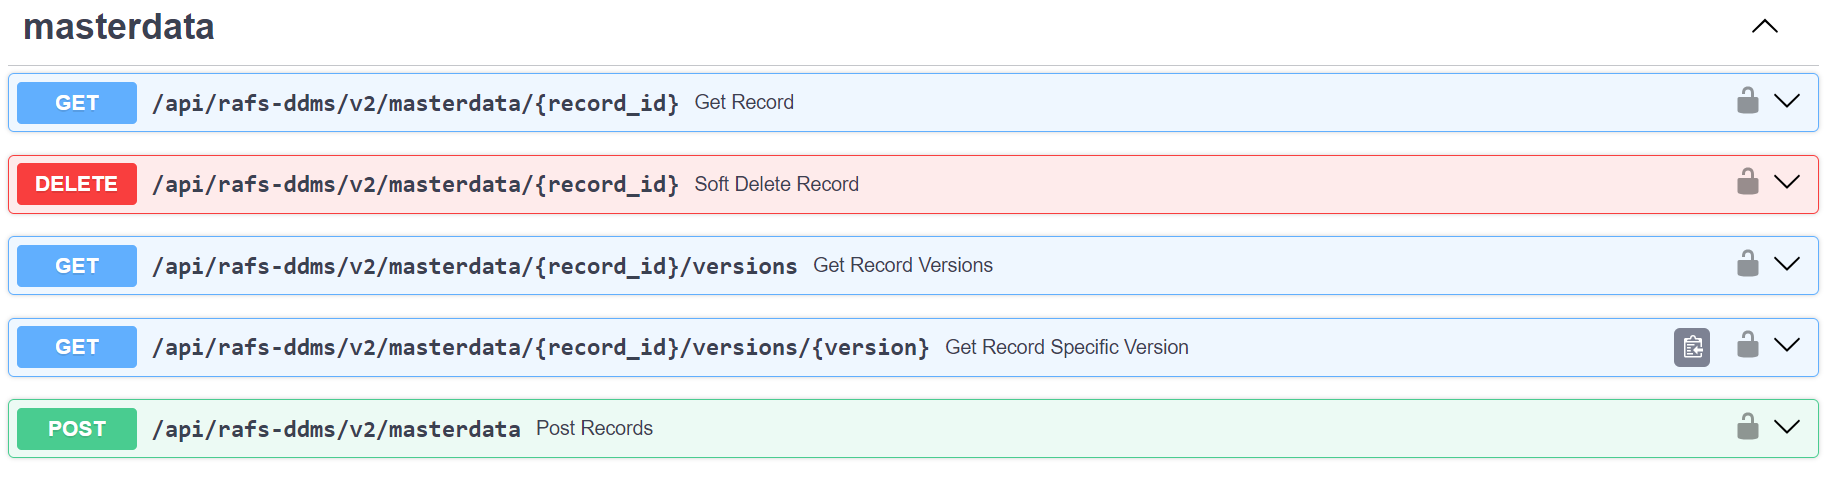 masterdata
GET /api/rafs-ddms/v2/masterdata/{record_id} Get Record
DELETE /api/rafs-ddms/v2/masterdata/{record_id} Soft Delete Record
GET /api/rafs-ddms/v2/masterdata/{record_id}/versions Get Record Versions
GET /api/rafs-ddms/v2/masterdata/{record_id}/versions/{version} Get Record Specific Version
POST /api/rafs-ddms/v2/masterdata Post Records